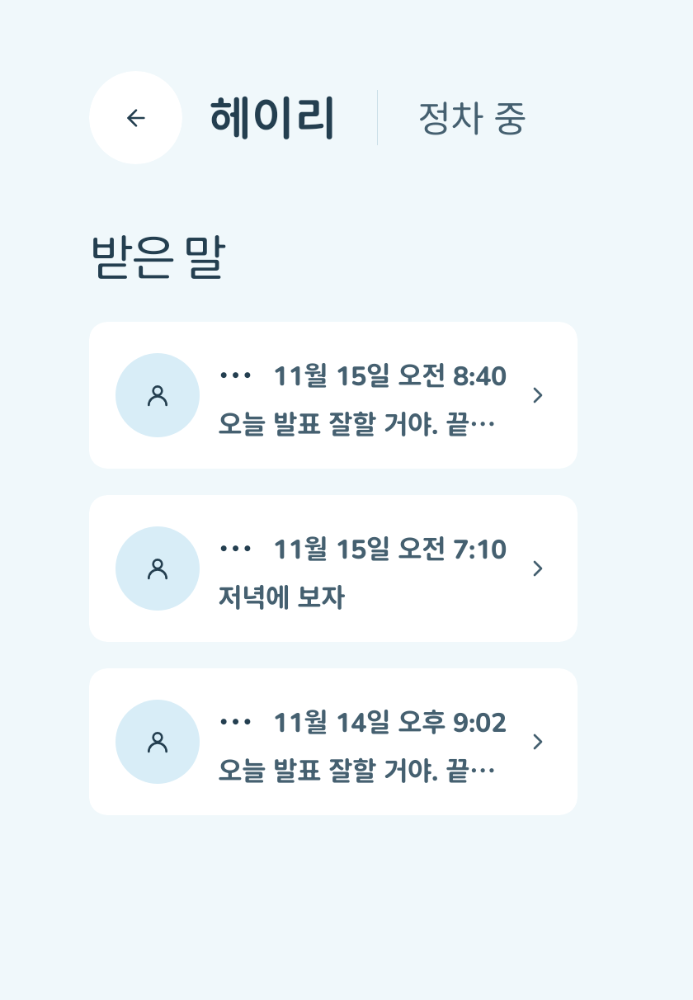 헤이리
정차 중
받은 말
… 11월 15일 오전 8:40
오늘 발표 잘할 거야. 끝…
… 11월 15일 오전 7:10
저녁에 보자
… 11월 14일 오후 9:02
오늘 발표 잘할 거야. 끝…